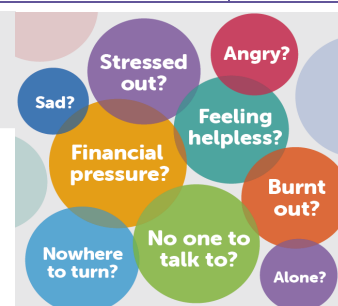 Stressed
out?
Angry?
Sad?
Feeling
helpless?
Financial
pressure?
Burnt
out?
No one to
talk to?
Nowhere
to turn?
Alone?